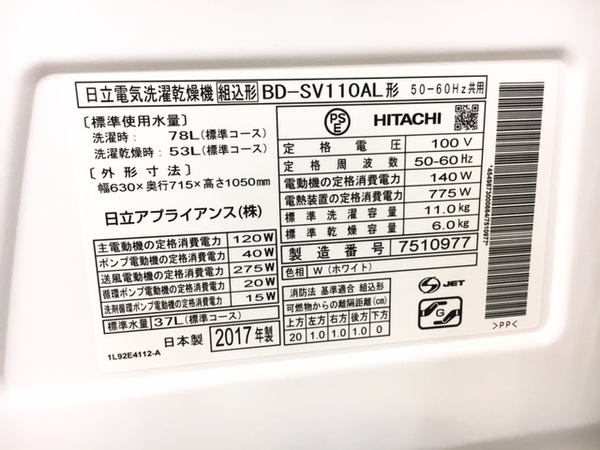 日立電気洗濯乾燥機 組込形 BD-SV110AL形 50-60Hz共用
[標準使用水量]
洗濯時: 78L(標準コース)
洗濯乾燥時: 53L(標準コース)
[外形寸法]
幅630×奥行715×高さ1050mm
日立アプライアンス(株)
主電動機の定格消費電力 120W
ポンプ電動機の定格消費電力 40W
送風電動機の定格消費電力 275W
循環ポンプ電動機の定格消費電力 20W
洗剤循環ポンプ電動機の定格消費電力 15W
標準水量 37L(標準コース)
日本製 2017年製
1L92E4112-A
PSE HITACHI
定格電圧 100V
定格周波数 50-60Hz
電動機の定格消費電力 140W
電熱装置の定格消費電力 775W
標準洗濯容量 11.0kg
標準乾燥容量 6.0kg
製造番号 7510977
色相 W(ホワイト)
消防法 基準適合 組込形
可燃物からの離隔距離(cm)
上方 左方 右方 前方 後方 下方
20 1.0 1.0 1.0 0
S JET
G
>PP<